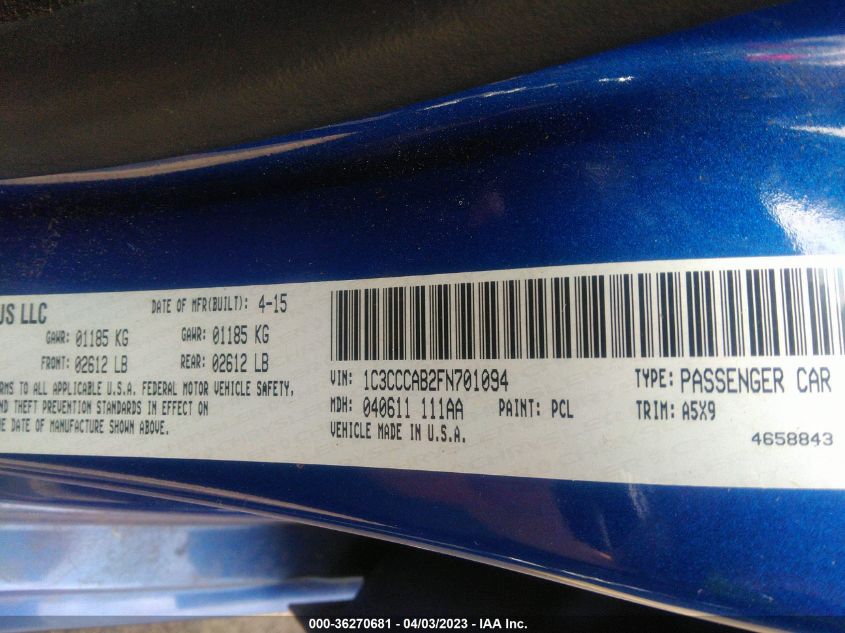 US LLC
DATE OF MFR(BUILT): 4-15
GAWR: 01185 KG GAWR: 01185 KG
FRONT: 02612 LB REAR: 02612 LB
TO ALL APPLICABLE U.S.A. FEDERAL MOTOR VEHICLE SAFETY,
THEFT PREVENTION STANDARDS IN EFFECT ON
DATE OF MANUFACTURE SHOWN ABOVE.
VIN: 1C3CCCAB2FN701094 TYPE: PASSENGER CAR
MDH: 040611 111AA PAINT: PCL TRIM: A5X9
VEHICLE MADE IN U.S.A.
4658843
000-36270681 - 04/03/2023 - IAA Inc.